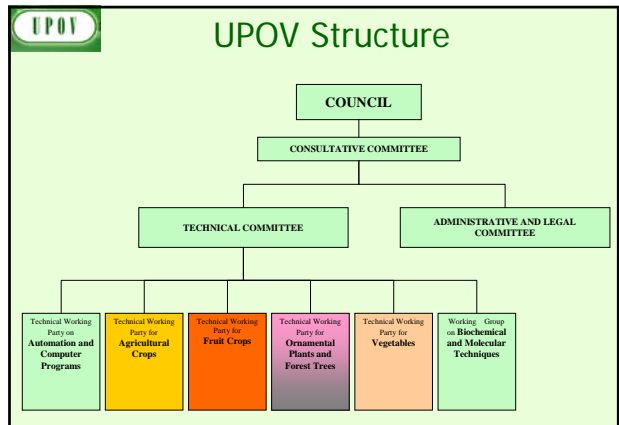 UPOV
UPOV Structure
COUNCIL
CONSULTATIVE COMMITTEE
TECHNICAL COMMITTEE
ADMINISTRATIVE AND LEGAL
COMMITTEE
Technical Working
Party on
Automation and
Computer
Programs
Technical Working
Party for
Agricultural
Crops
Technical Working
Party for
Fruit Crops
Technical Working
Party for
Ornamental
Plants and
Forest Trees
Technical Working
Party for
Vegetables
Working Group
on Biochemical
and Molecular
Techniques